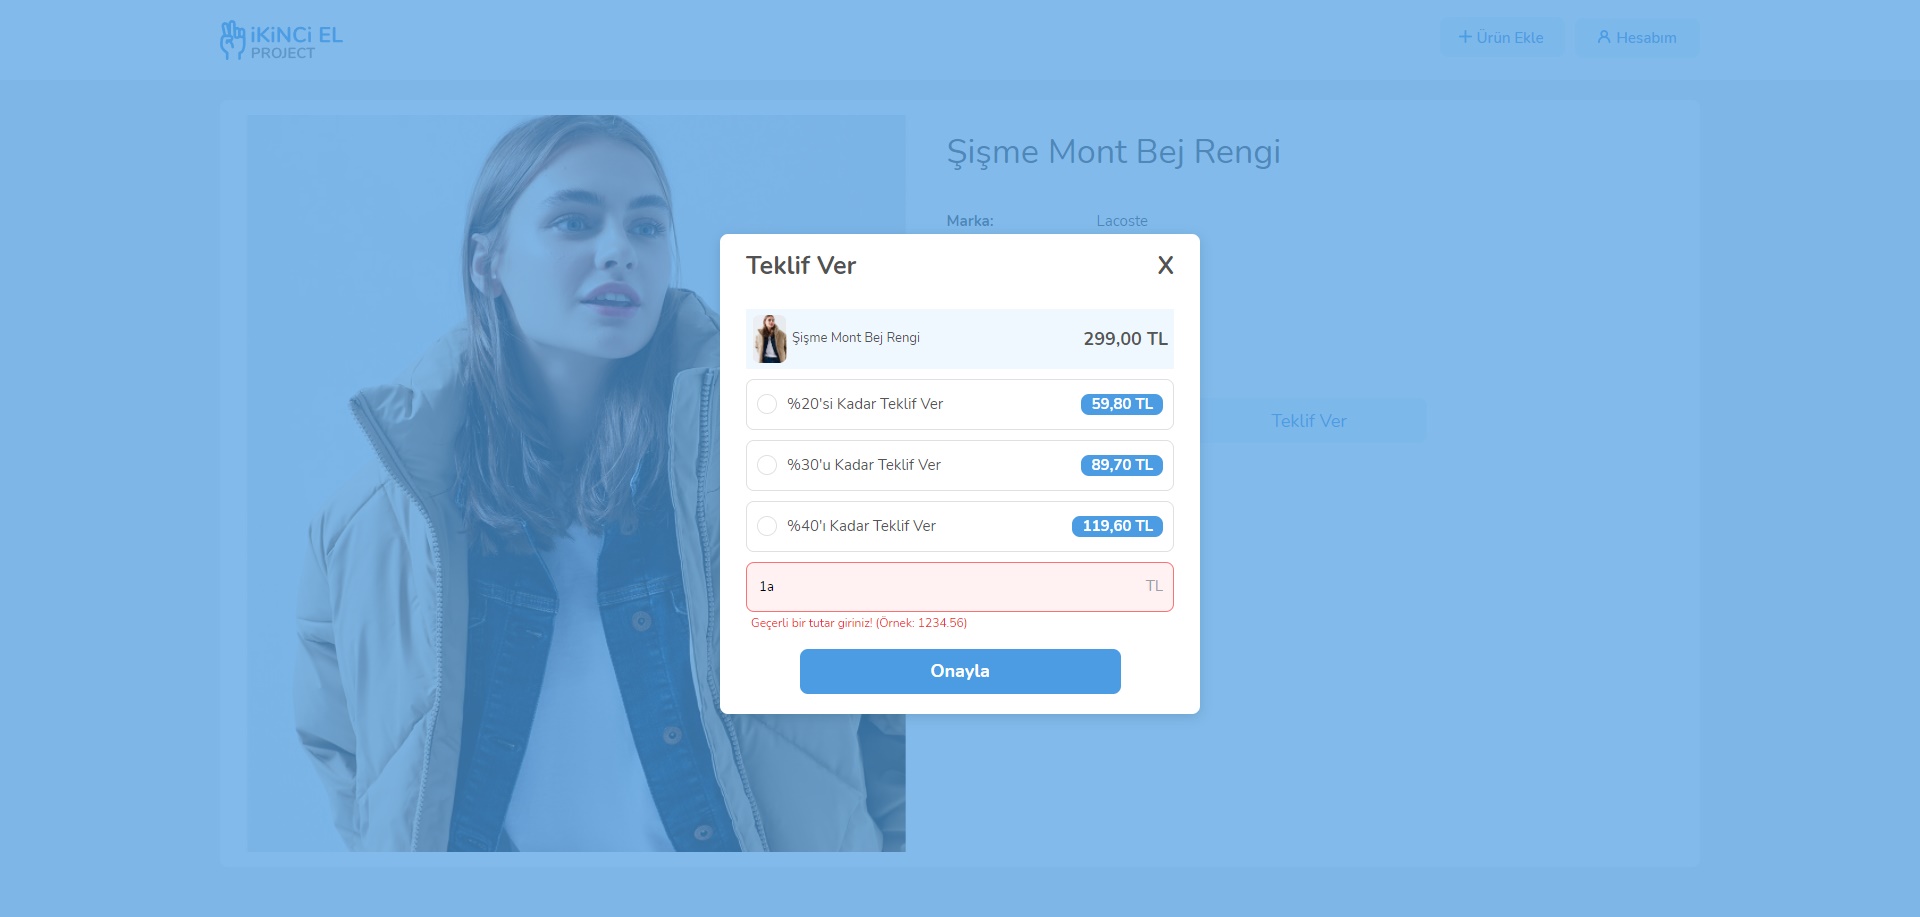 iKiNCi EL
PROJECT
+ Ürün Ekle
Hesabım
Şişme Mont Bej Rengi
Marka: Lacoste
Teklif Ver
Teklif Ver X
Şişme Mont Bej Rengi 299,00 TL
%20'si Kadar Teklif Ver 59,80 TL
%30'u Kadar Teklif Ver 89,70 TL
%40'ı Kadar Teklif Ver 119,60 TL
1a TL
Geçerli bir tutar giriniz! (Örnek: 1234.56)
Onayla